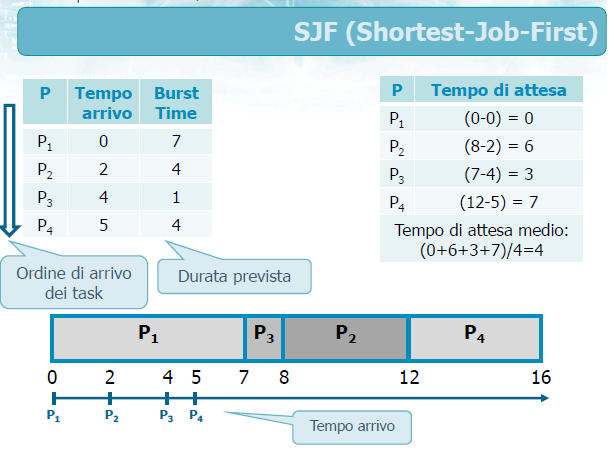 SJF (Shortest-Job-First)
P Tempo arrivo Burst Time
P₁ 0 7
P₂ 2 4
P₃ 4 1
P₄ 5 4
Ordine di arrivo
dei task
Durata prevista
P Tempo di attesa
P₁ (0-0) = 0
P₂ (8-2) = 6
P₃ (7-4) = 3
P₄ (12-5) = 7
Tempo di attesa medio:
(0+6+3+7)/4=4
P₁ P₃ P₂ P₄
0 2 4 5 7 8 12 16
P₁ P₂ P₃ P₄
Tempo arrivo